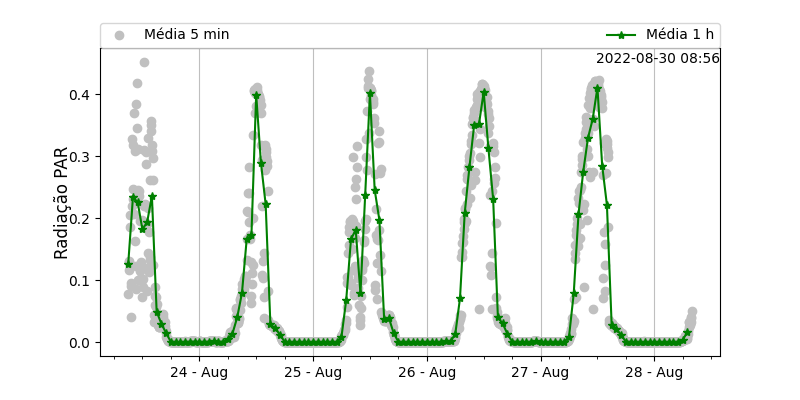 Média 5 min
Média 1 h
2022-08-30 08:56
Radiação PAR
0.4
0.3
0.2
0.1
0.0
24 - Aug
25 - Aug
26 - Aug
27 - Aug
28 - Aug